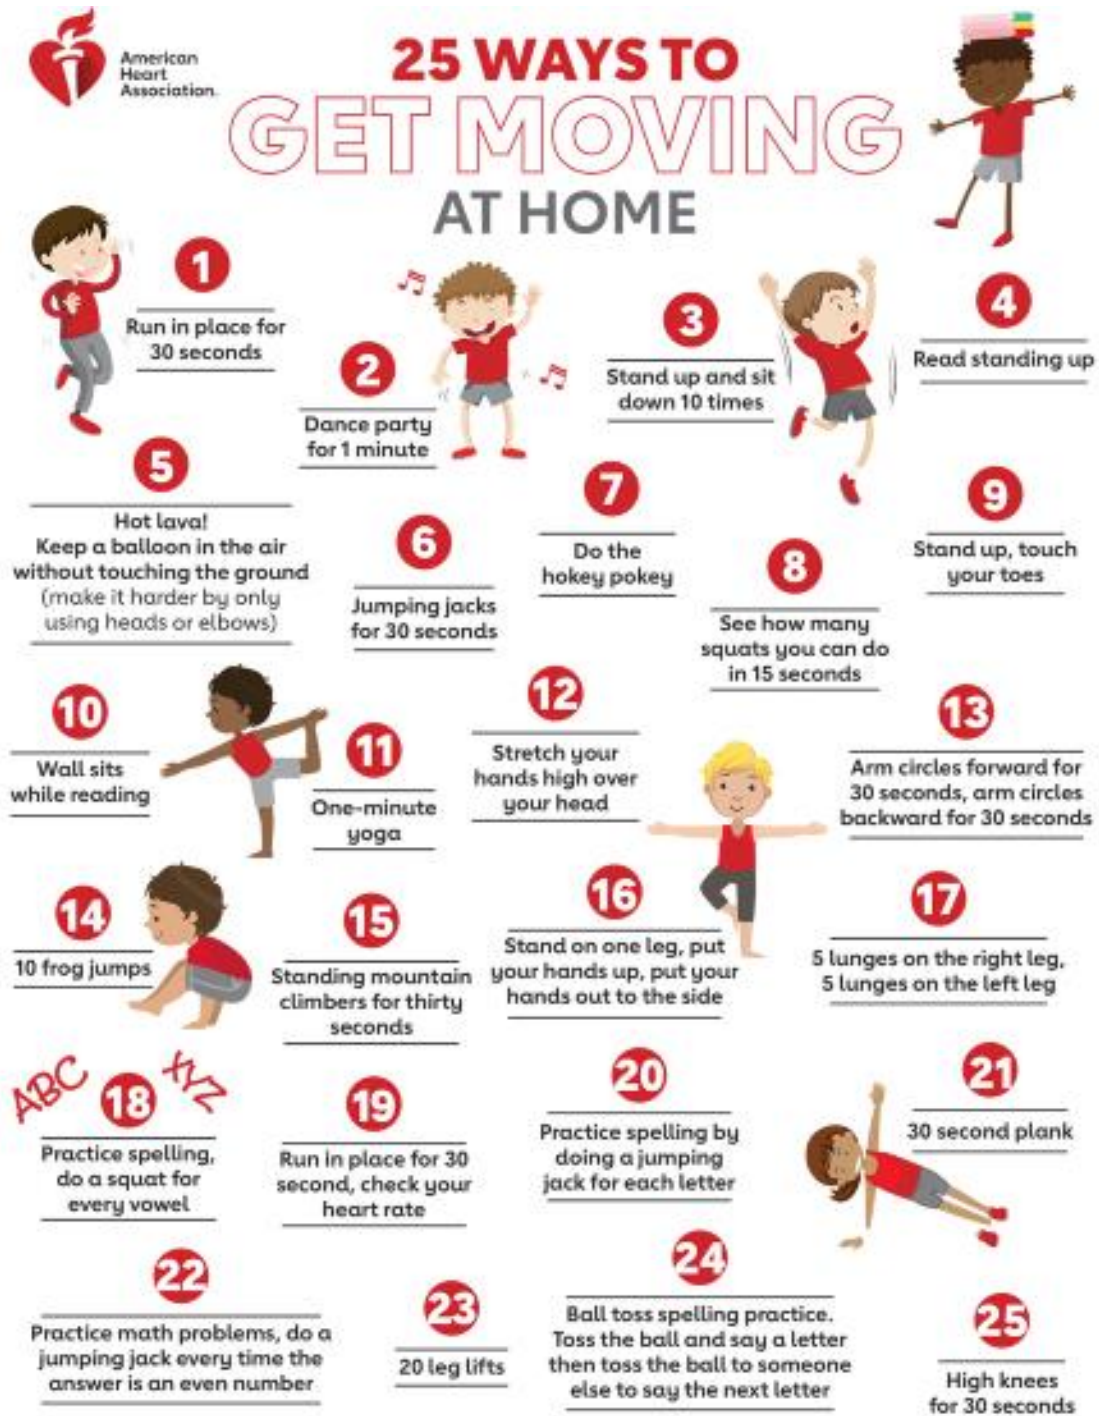 American
Heart
Association.
25 WAYS TO
GET MOVING
AT HOME
1
Run in place for
30 seconds
2
Dance party
for 1 minute
3
Stand up and sit
down 10 times
4
Read standing up
5
Hot lava!
Keep a balloon in the air
without touching the ground
(make it harder by only
using heads or elbows)
6
Jumping jacks
for 30 seconds
7
Do the
hokey pokey
8
See how many
squats you can do
in 15 seconds
9
Stand up, touch
your toes
10
Wall sits
while reading
11
One-minute
yoga
12
Stretch your
hands high over
your head
13
Arm circles forward for
30 seconds, arm circles
backward for 30 seconds
14
10 frog jumps
15
Standing mountain
climbers for thirty
seconds
16
Stand on one leg, put
your hands up, put your
hands out to the side
17
5 lunges on the right leg,
5 lunges on the left leg
ABC
XYZ
18
Practice spelling,
do a squat for
every vowel
19
Run in place for 30
second, check your
heart rate
20
Practice spelling by
doing a jumping
jack for each letter
21
30 second plank
22
Practice math problems, do a
jumping jack every time the
answer is an even number
23
20 leg lifts
24
Ball toss spelling practice.
Toss the ball and say a letter
then toss the ball to someone
else to say the next letter
25
High knees
for 30 seconds